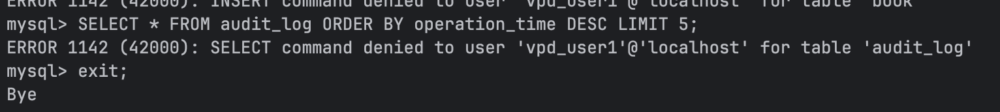 ERROR 1142 (42000): INSERT command denied to user 'vpd_user1'@'localhost' for table 'book'
mysql> SELECT * FROM audit_log ORDER BY operation_time DESC LIMIT 5;
ERROR 1142 (42000): SELECT command denied to user 'vpd_user1'@'localhost' for table 'audit_log'
mysql> exit;
Bye